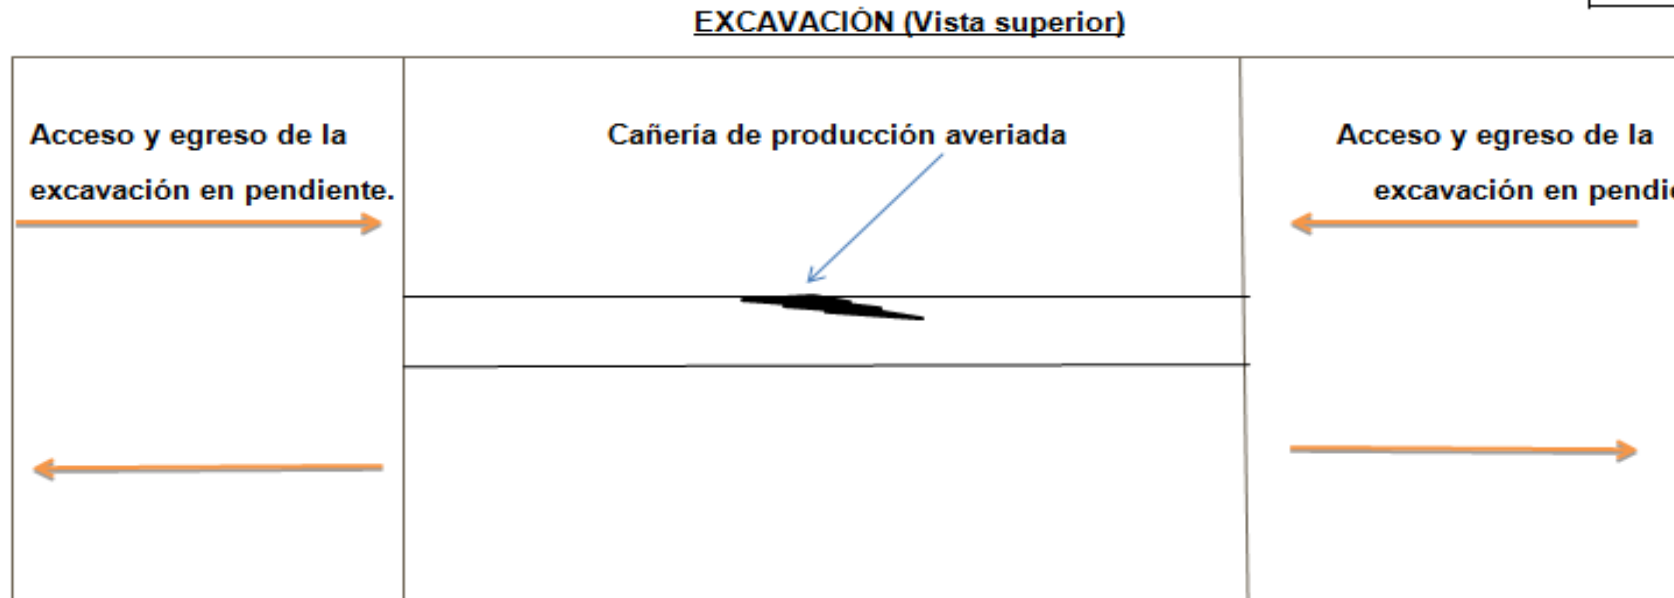 EXCAVACIÓN (Vista superior)
Acceso y egreso de la
excavación en pendiente.
Cañería de producción averiada
Acceso y egreso de la
excavación en